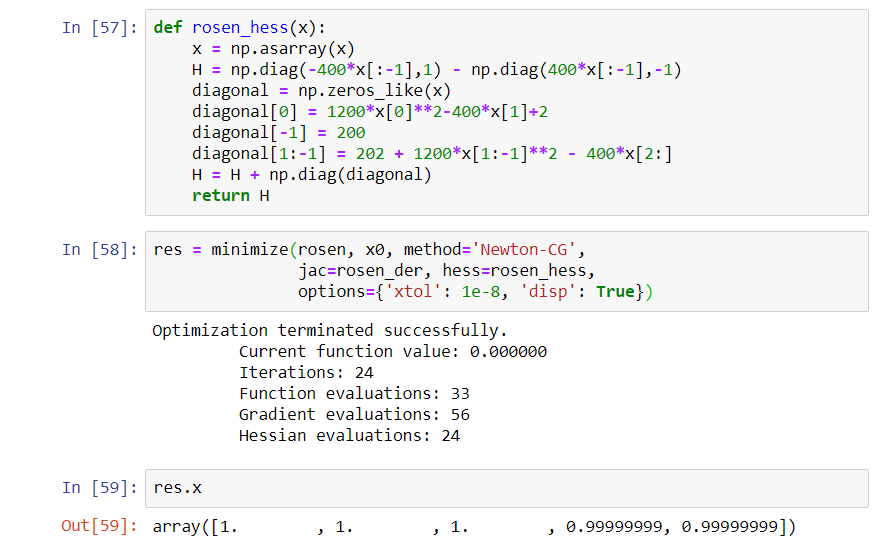 In [57]: def rosen_hess(x):
    x = np.asarray(x)
    H = np.diag(-400*x[:-1],1) - np.diag(400*x[:-1],-1)
    diagonal = np.zeros_like(x)
    diagonal[0] = 1200*x[0]**2-400*x[1]+2
    diagonal[-1] = 200
    diagonal[1:-1] = 202 + 1200*x[1:-1]**2 - 400*x[2:]
    H = H + np.diag(diagonal)
    return H
In [58]: res = minimize(rosen, x0, method='Newton-CG',
               jac=rosen_der, hess=rosen_hess,
               options={'xtol': 1e-8, 'disp': True})
Optimization terminated successfully.
         Current function value: 0.000000
         Iterations: 24
         Function evaluations: 33
         Gradient evaluations: 56
         Hessian evaluations: 24
In [59]: res.x
Out[59]: array([1.        , 1.        , 1.        , 0.99999999, 0.99999999])